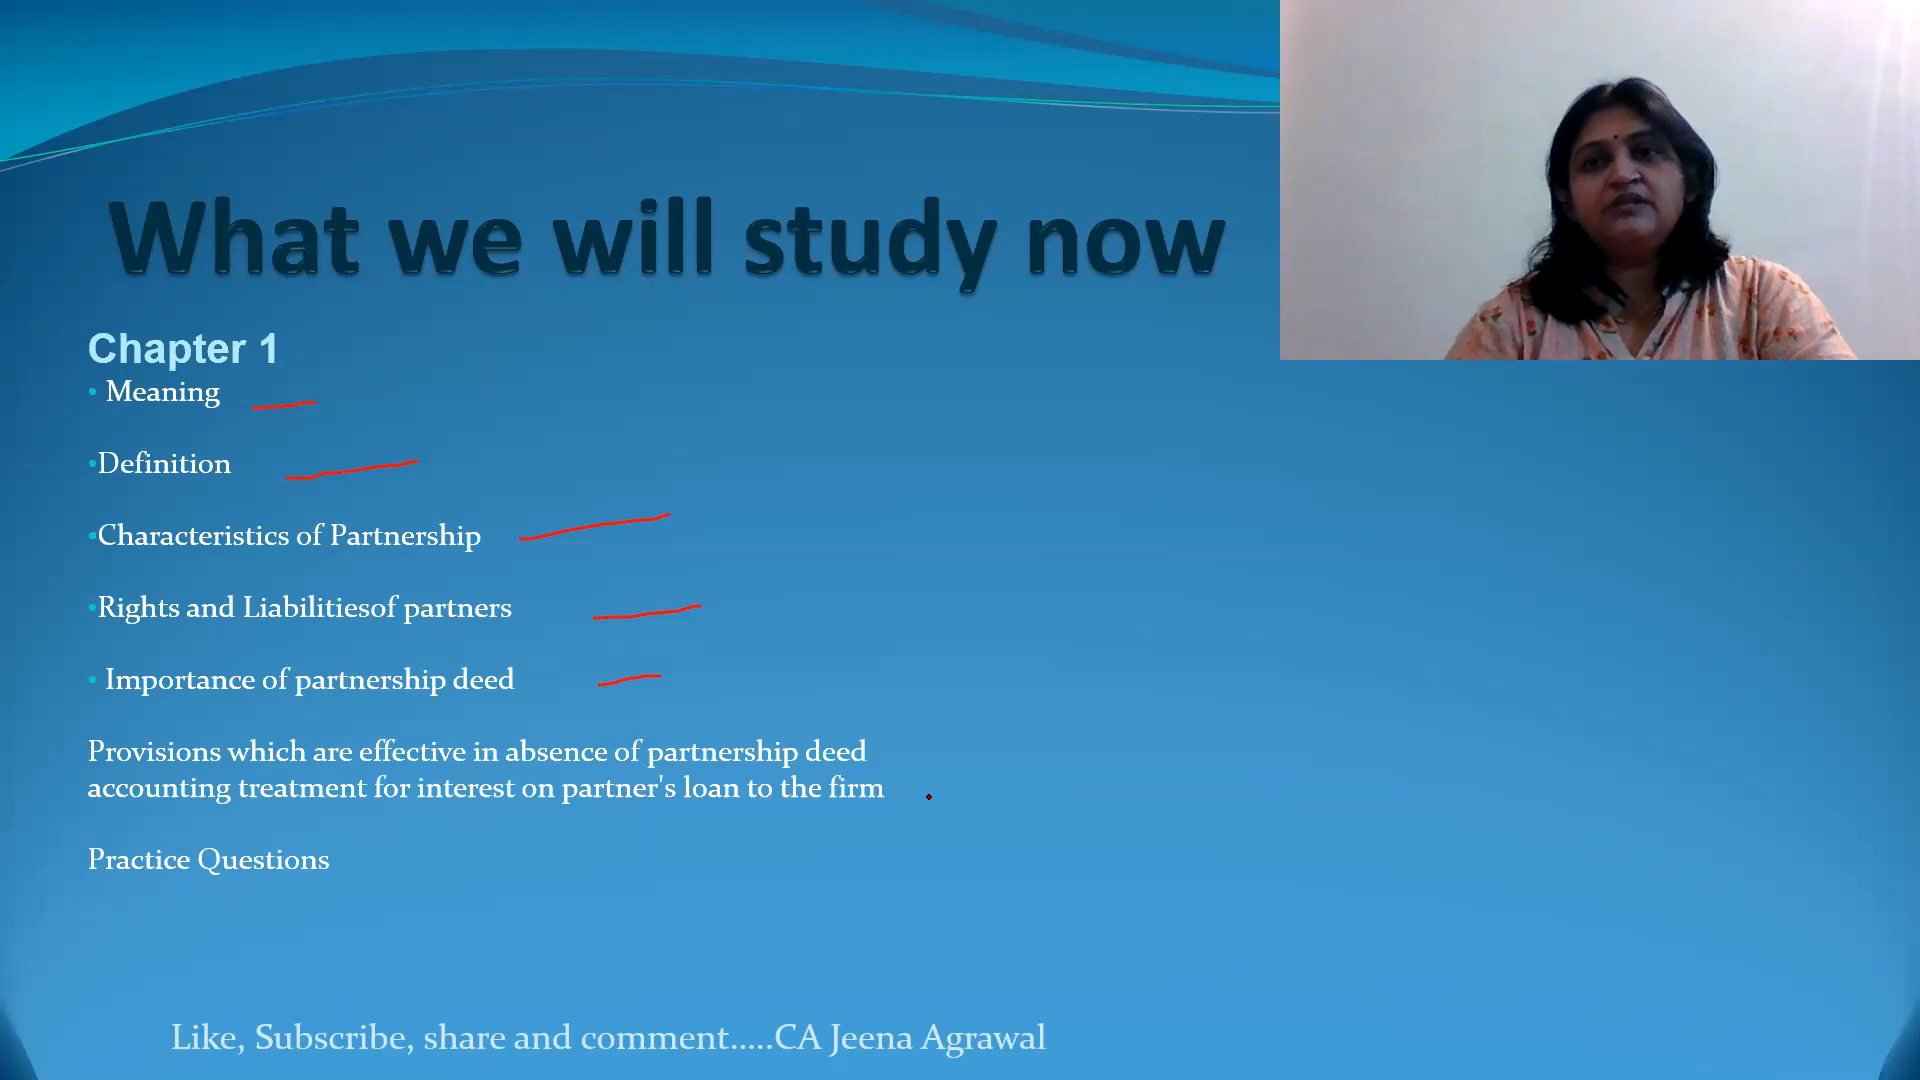 What we will study now
Chapter 1
• Meaning
•Definition
•Characteristics of Partnership
•Rights and Liabilitiesof partners
• Importance of partnership deed
Provisions which are effective in absence of partnership deed
accounting treatment for interest on partner's loan to the firm
Practice Questions
Like, Subscribe, share and comment.....CA Jeena Agrawal